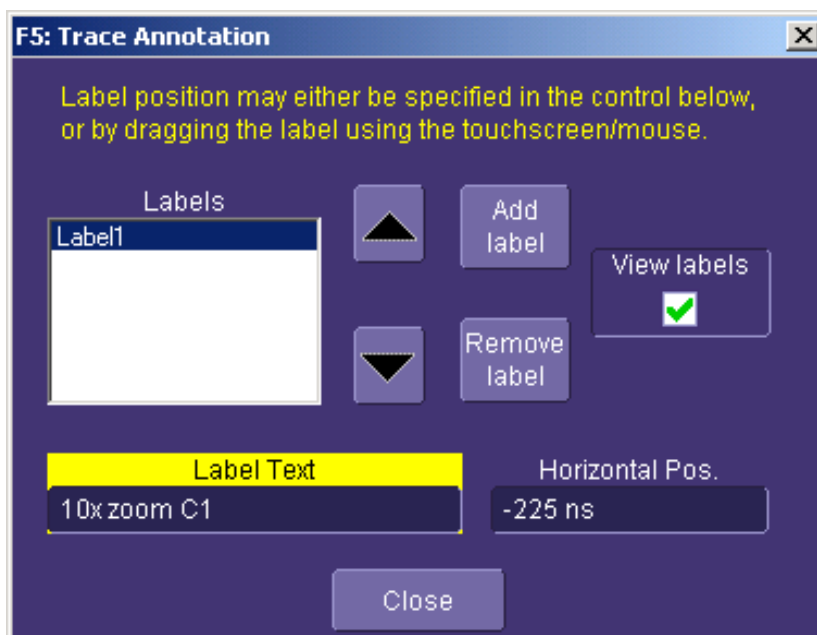 F5: Trace Annotation
Label position may either be specified in the control below,
or by dragging the label using the touchscreen/mouse.
Labels
Label1
Add
label
Remove
label
View labels
Label Text
10x zoom C1
Horizontal Pos.
-225 ns
Close